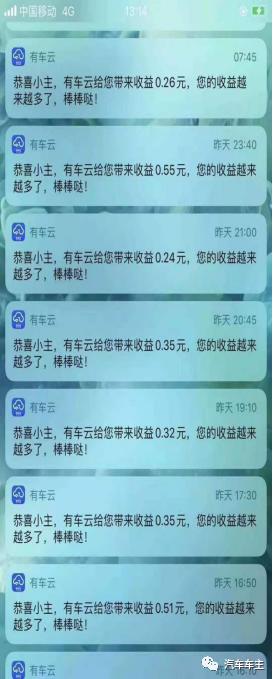 中国移动 4G 13:14
有车云 07:45
恭喜小主，有车云给您带来收益0.26元，您的收益越
来越多了，棒棒哒！
有车云 昨天 23:40
恭喜小主，有车云给您带来收益0.55元，您的收益越来
越多了，棒棒哒！
有车云 昨天 21:00
恭喜小主，有车云给您带来收益0.24元，您的收益越来
越多了，棒棒哒！
有车云 昨天 20:45
恭喜小主，有车云给您带来收益0.35元，您的收益越来
越多了，棒棒哒！
有车云 昨天 19:10
恭喜小主，有车云给您带来收益0.32元，您的收益越来
越多了，棒棒哒！
有车云 昨天 17:30
恭喜小主，有车云给您带来收益0.35元，您的收益越来
越多了，棒棒哒！
有车云 昨天 16:50
恭喜小主，有车云给您带来收益0.51元，您的收益越来
越多了，棒棒哒！
有车云 昨天 16:10
汽车车主